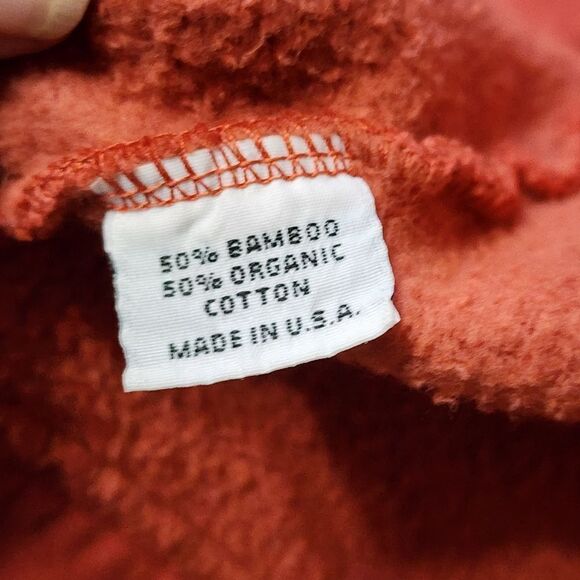 50% BAMBOO
50% ORGANIC
COTTON
MADE IN U.S.A.